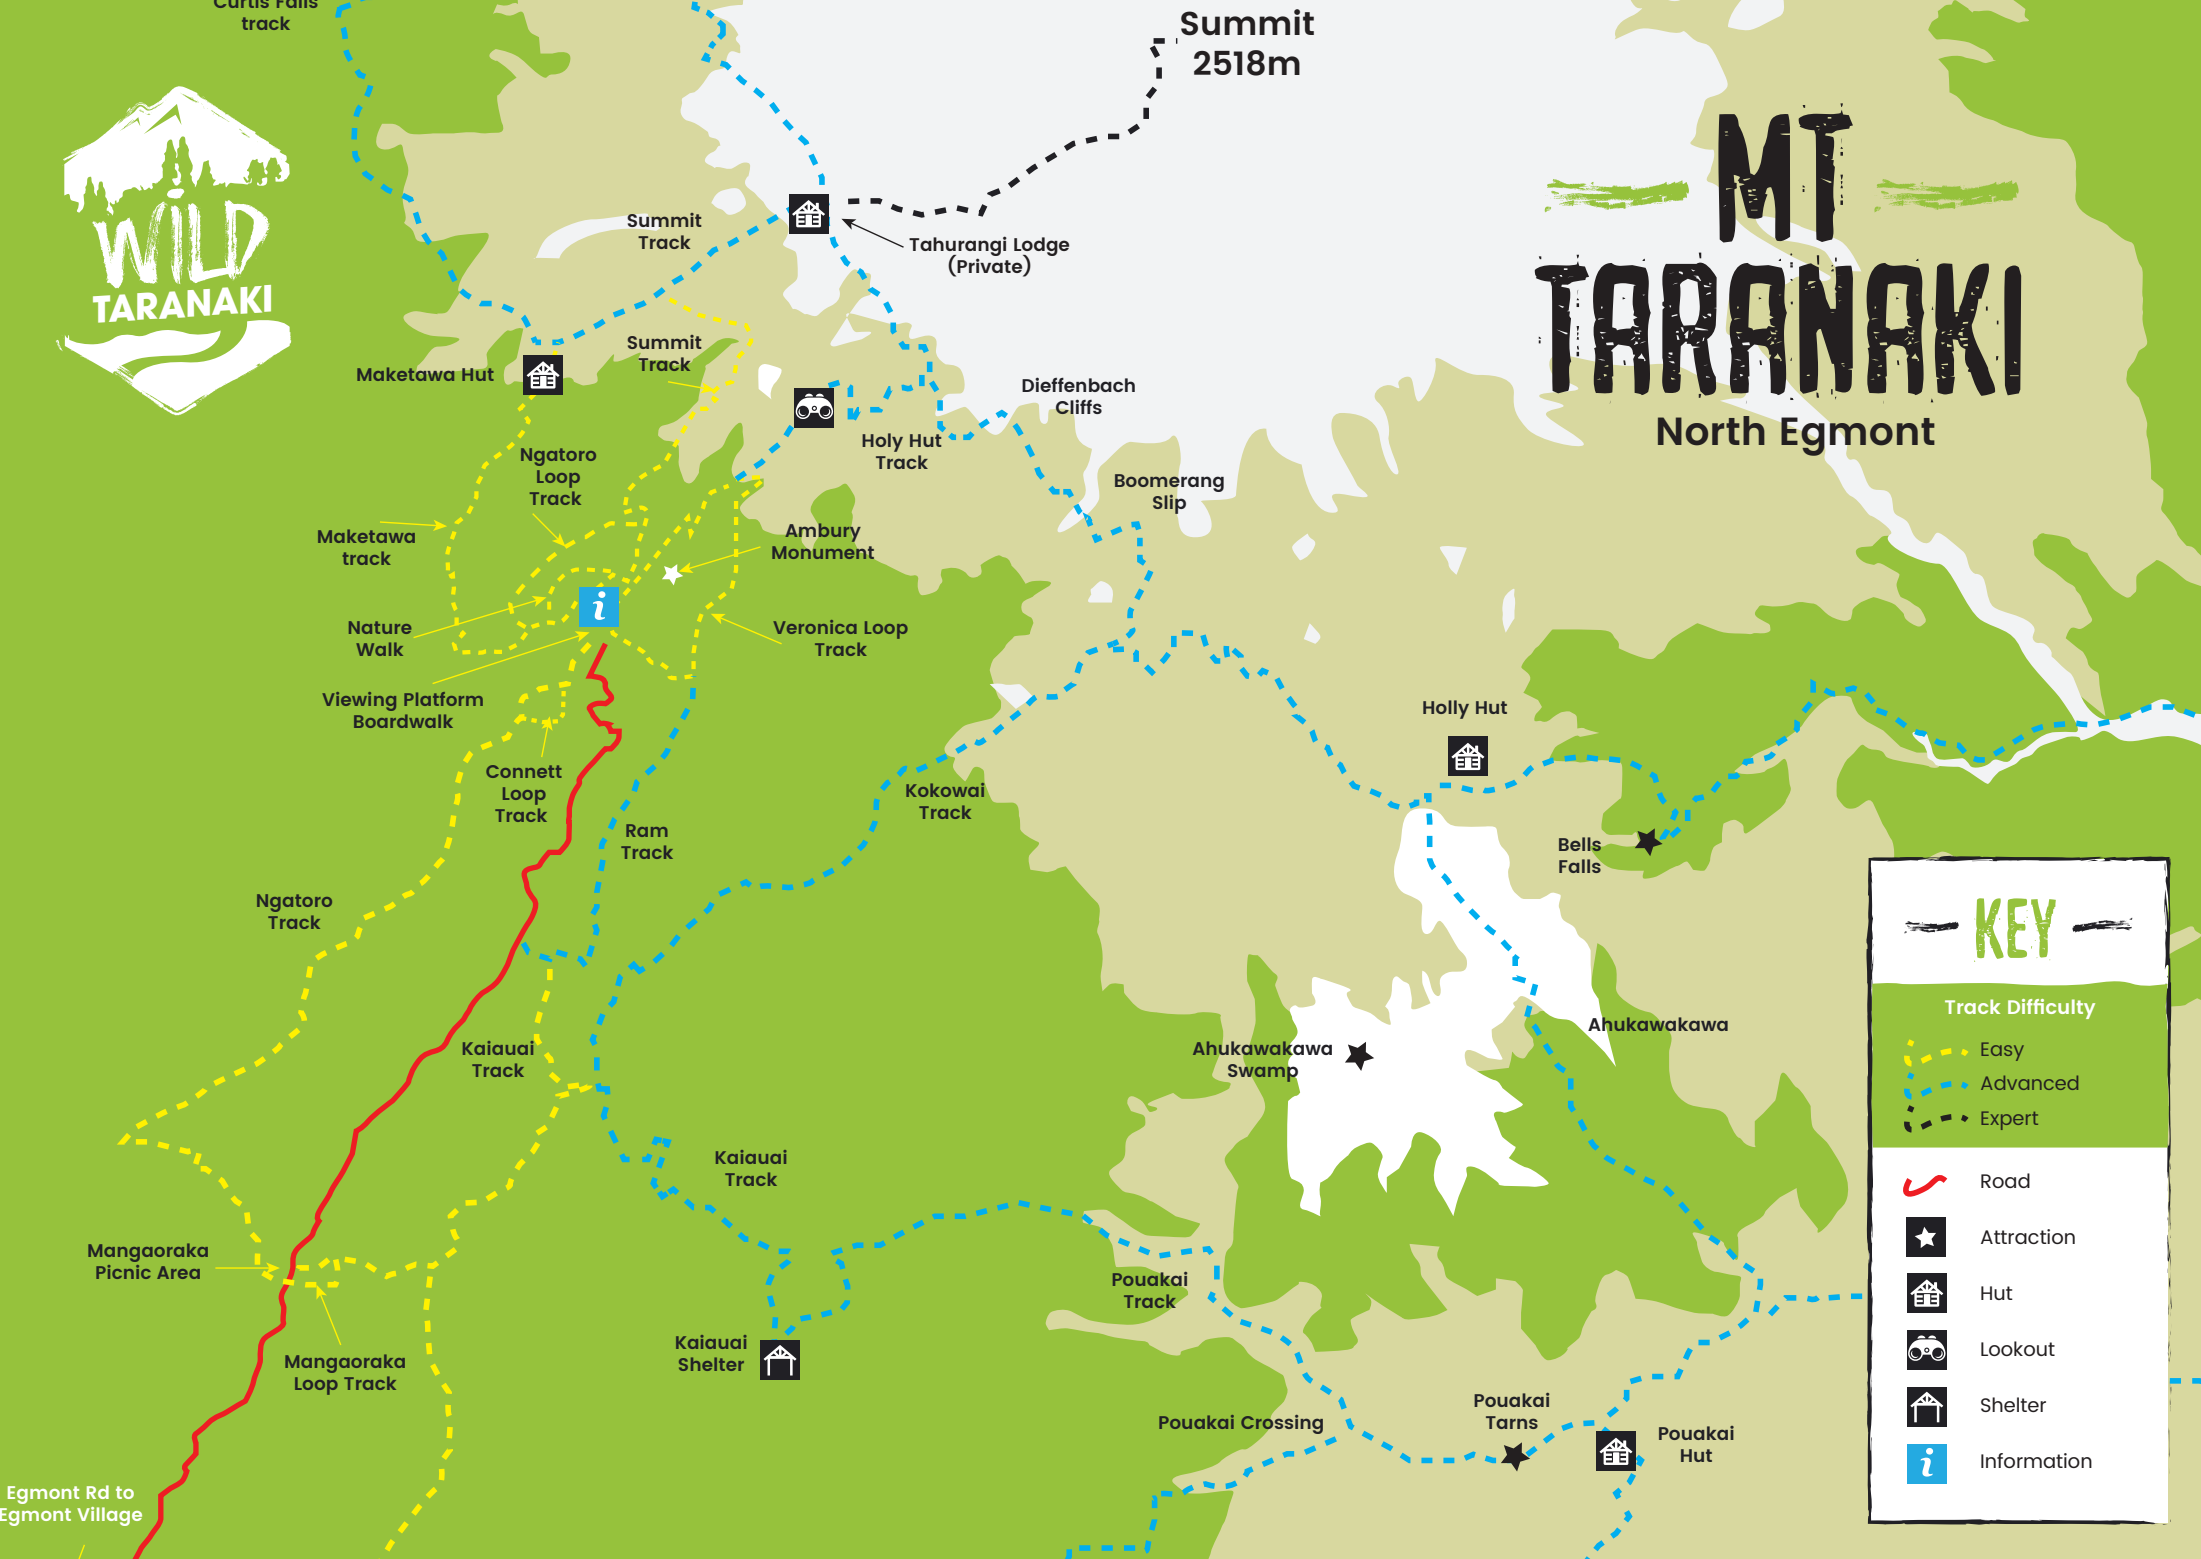 Curtis Falls
track
Summit
2518m
WiLD
TARANAKI
MT
TARANAKI
North Egmont
Summit
Track
Tahurangi Lodge
(Private)
Summit
Track
Maketawa Hut
Dieffenbach
Cliffs
Holy Hut
Track
Ngatoro
Loop
Track
Boomerang
Slip
Maketawa
track
Ambury
Monument
Nature
Walk
i
Veronica Loop
Track
Viewing Platform
Boardwalk
Holly Hut
Connett
Loop
Track
Kokowai
Track
Ram
Track
Bells
Falls
Ngatoro
Track
Kaiauai
Track
Ahukawakawa
Ahukawakawa
Swamp
Kaiauai
Track
Mangaoraka
Picnic Area
Pouakai
Track
Kaiauai
Shelter
Mangaoraka
Loop Track
Pouakai Crossing
Pouakai
Tarns
Pouakai
Hut
Egmont Rd to
Egmont Village
KEY
Track Difficulty
Easy
Advanced
Expert
Road
Attraction
Hut
Lookout
Shelter
i
Information